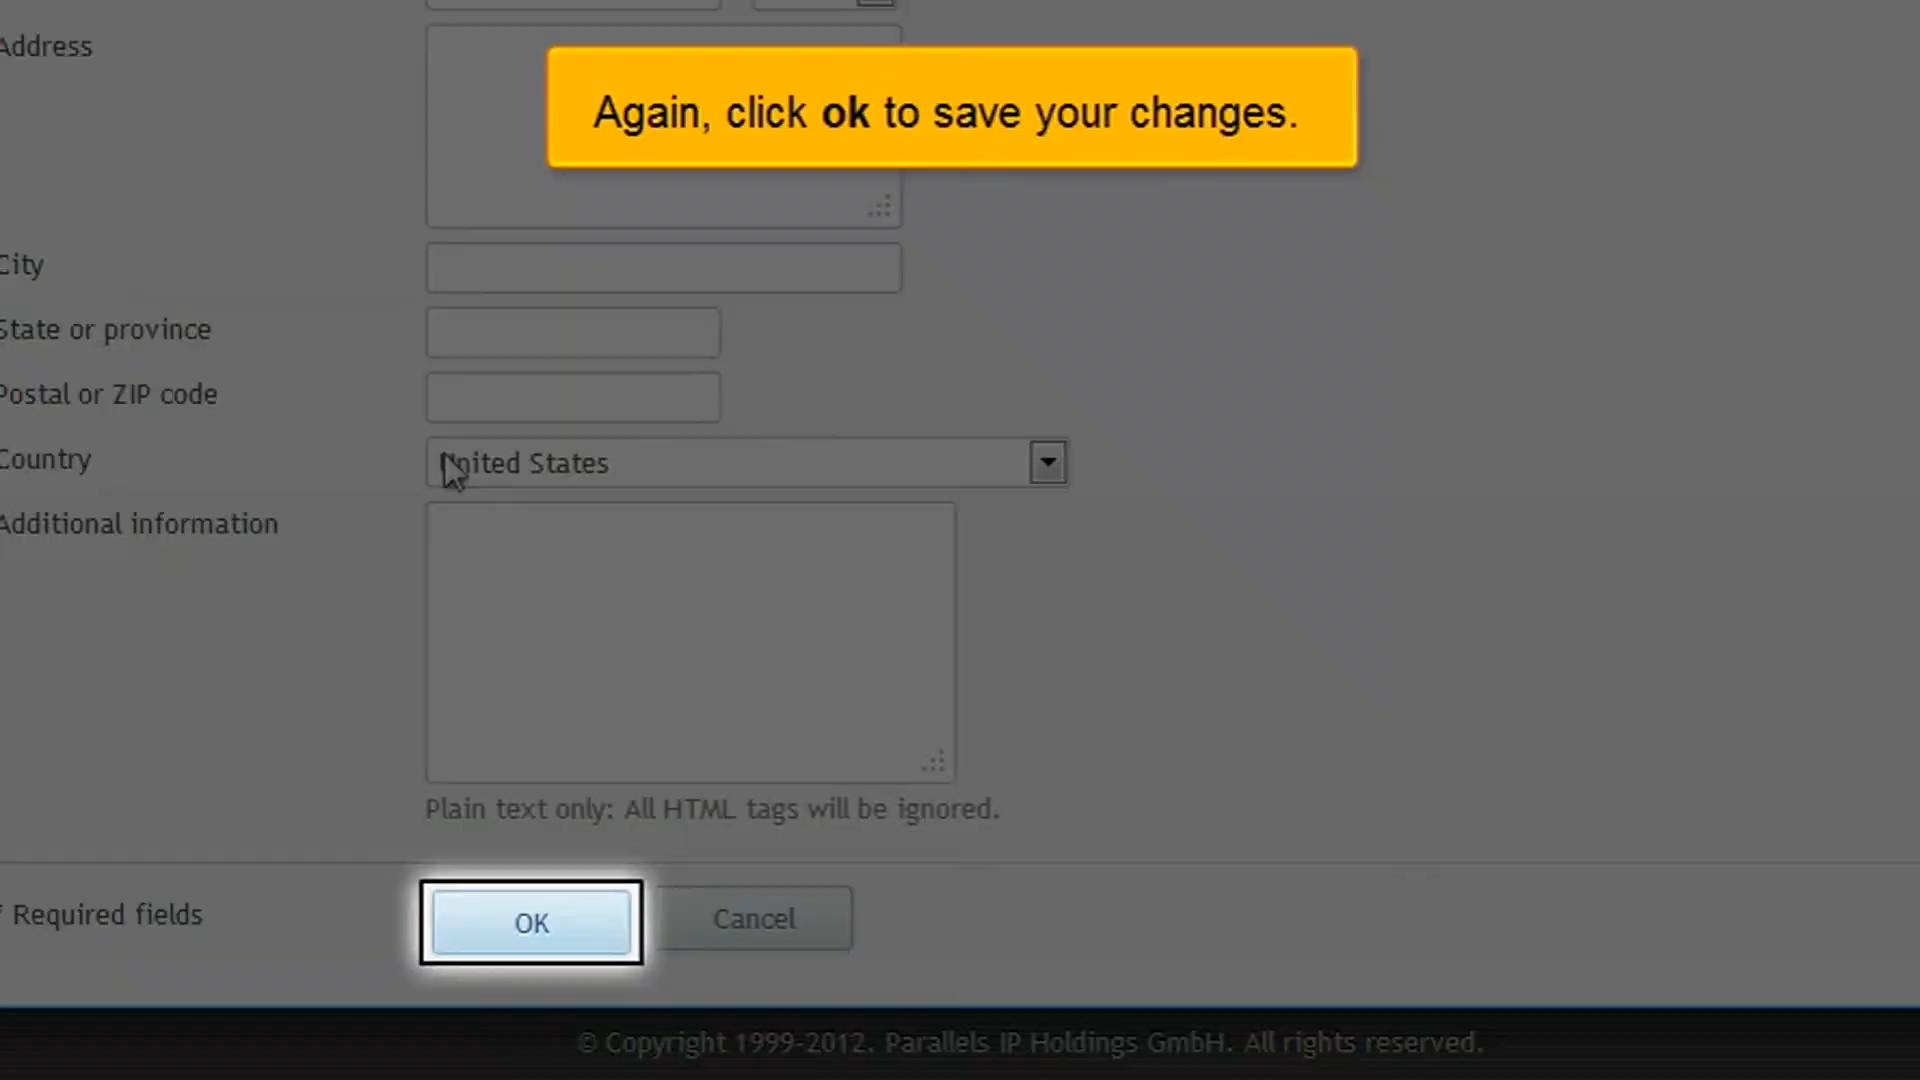 Address
Again, click ok to save your changes.
City
State or province
Postal or ZIP code
Country
United States
Additional information
Plain text only: All HTML tags will be ignored.
* Required fields
OK
Cancel
© Copyright 1999-2012. Parallels IP Holdings GmbH. All rights reserved.